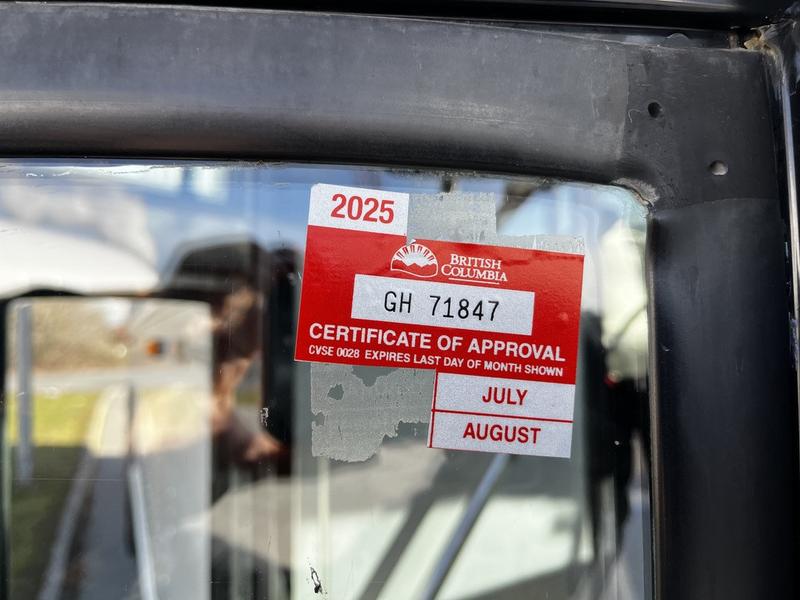 2025
BRITISH
COLUMBIA
GH 71847
CERTIFICATE OF APPROVAL
CVSE 0028 EXPIRES LAST DAY OF MONTH SHOWN
JULY
AUGUST